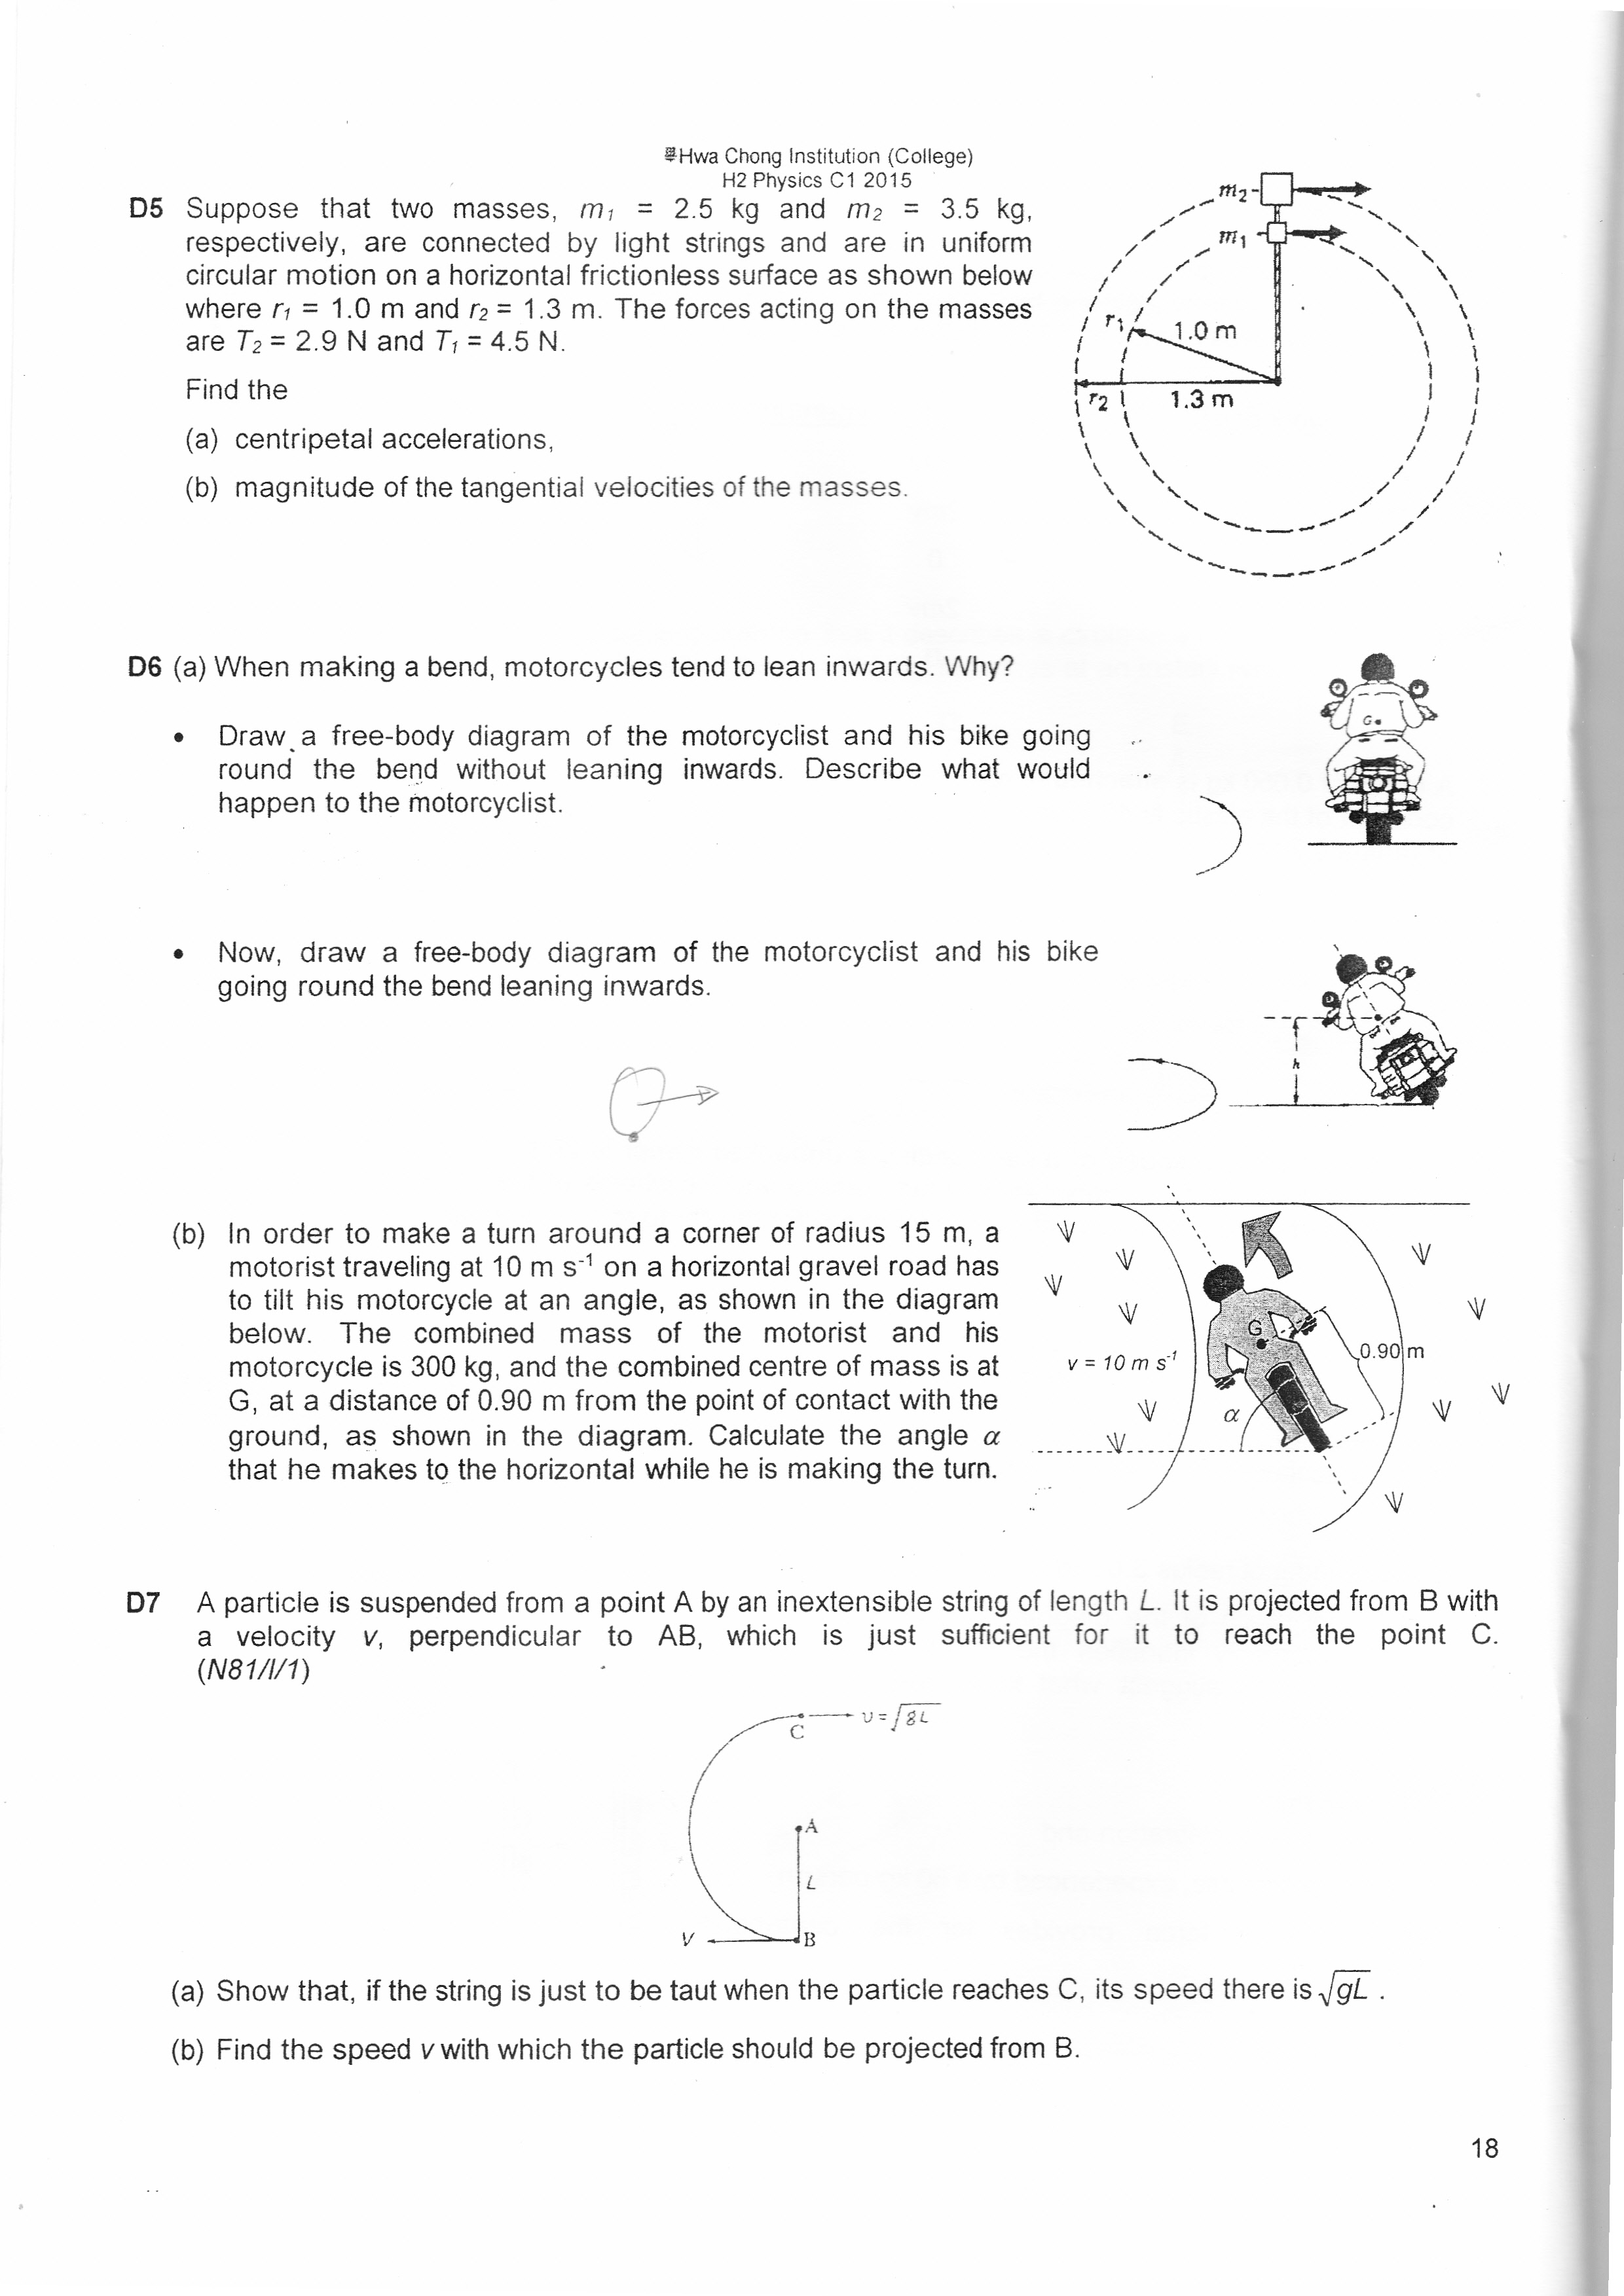 Hwa Chong Institution (College)
H2 Physics C1 2015
D5 Suppose that two masses, m1 = 2.5 kg and m2 = 3.5 kg,
respectively, are connected by light strings and are in uniform
circular motion on a horizontal frictionless surface as shown below
where r1 = 1.0 m and r2 = 1.3 m. The forces acting on the masses
are T2 = 2.9 N and T1 = 4.5 N.
Find the
(a) centripetal accelerations,
(b) magnitude of the tangential velocities of the masses.
m2
m1
r1
1.0 m
r2
1.3 m
D6 (a) When making a bend, motorcycles tend to lean inwards. Why?
• Draw a free-body diagram of the motorcyclist and his bike going
round the bend without leaning inwards. Describe what would
happen to the motorcyclist.
G
• Now, draw a free-body diagram of the motorcyclist and his bike
going round the bend leaning inwards.
h
(b) In order to make a turn around a corner of radius 15 m, a
motorist traveling at 10 m s-1 on a horizontal gravel road has
to tilt his motorcycle at an angle, as shown in the diagram
below. The combined mass of the motorist and his
motorcycle is 300 kg, and the combined centre of mass is at
G, at a distance of 0.90 m from the point of contact with the
ground, as shown in the diagram. Calculate the angle α
that he makes to the horizontal while he is making the turn.
G
0.90 m
v = 10 m s-1
α
D7 A particle is suspended from a point A by an inextensible string of length L. It is projected from B with
a velocity v, perpendicular to AB, which is just sufficient for it to reach the point C.
(N81/I/1)
C
υ = √gL
A
L
V
B
(a) Show that, if the string is just to be taut when the particle reaches C, its speed there is √gL .
(b) Find the speed v with which the particle should be projected from B.
18